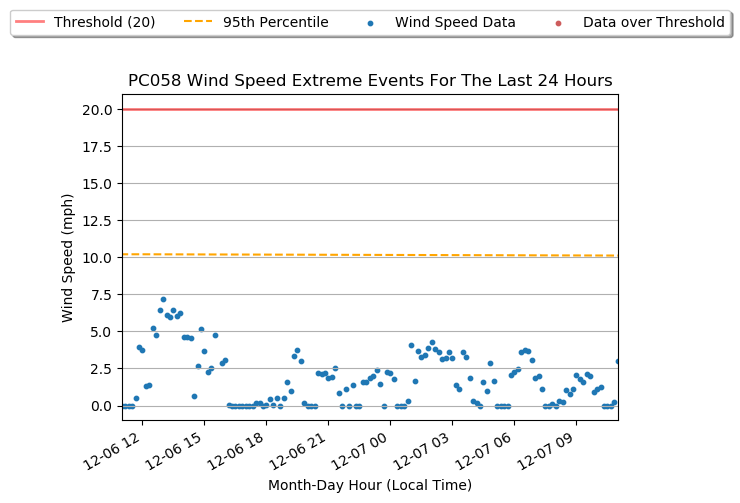 Threshold (20) 95th Percentile Wind Speed Data Data over Threshold
PC058 Wind Speed Extreme Events For The Last 24 Hours
20.0
17.5
15.0
12.5
10.0
7.5
5.0
2.5
0.0
Wind Speed (mph)
12-06 12 12-06 15 12-06 18 12-06 21 12-07 00 12-07 03 12-07 06 12-07 09
Month-Day Hour (Local Time)